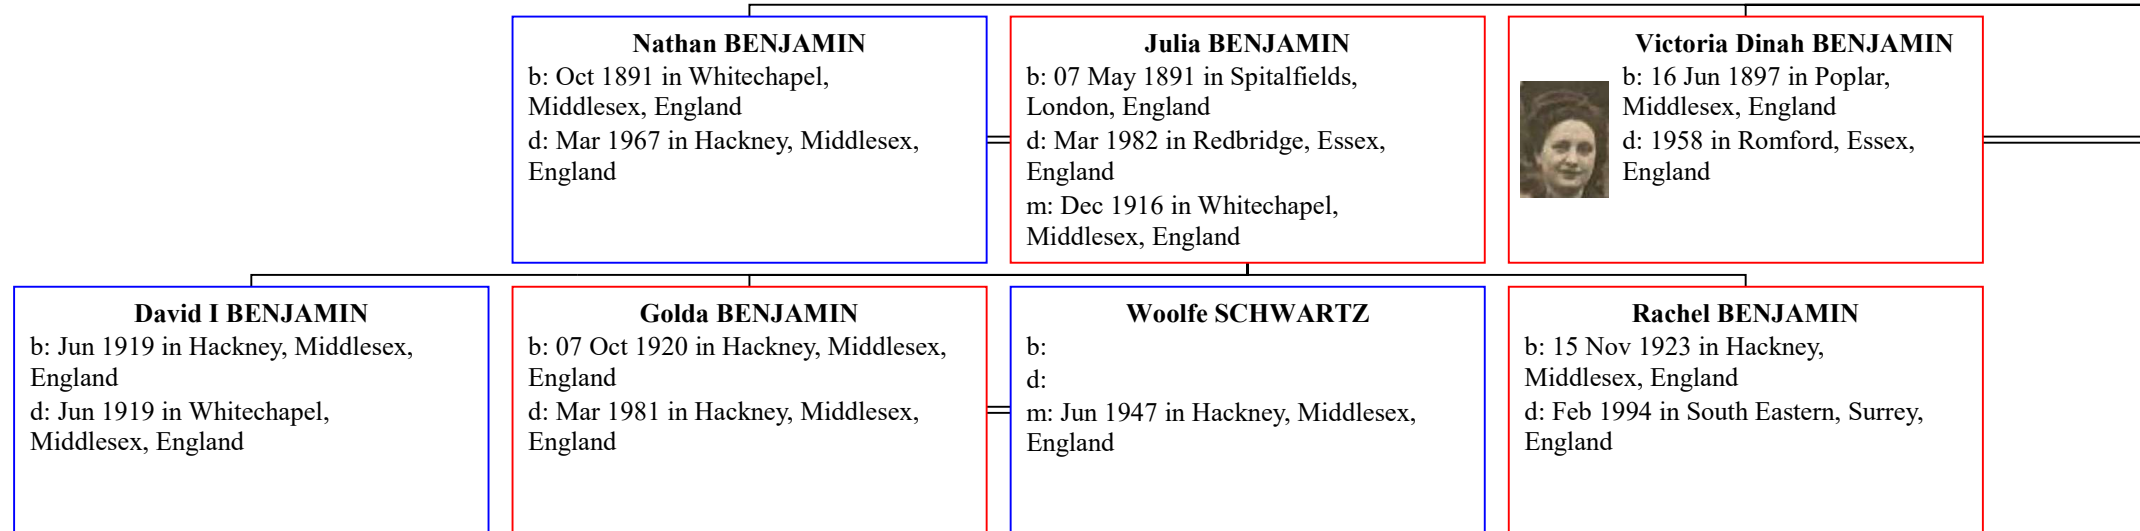 Nathan BENJAMIN
b: Oct 1891 in Whitechapel,
Middlesex, England
d: Mar 1967 in Hackney, Middlesex,
England
Julia BENJAMIN
b: 07 May 1891 in Spitalfields,
London, England
d: Mar 1982 in Redbridge, Essex,
England
m: Dec 1916 in Whitechapel,
Middlesex, England
Victoria Dinah BENJAMIN
b: 16 Jun 1897 in Poplar,
Middlesex, England
d: 1958 in Romford, Essex,
England
David I BENJAMIN
b: Jun 1919 in Hackney, Middlesex,
England
d: Jun 1919 in Whitechapel,
Middlesex, England
Golda BENJAMIN
b: 07 Oct 1920 in Hackney, Middlesex,
England
d: Mar 1981 in Hackney, Middlesex,
England
Woolfe SCHWARTZ
b:
d:
m: Jun 1947 in Hackney, Middlesex,
England
Rachel BENJAMIN
b: 15 Nov 1923 in Hackney,
Middlesex, England
d: Feb 1994 in South Eastern, Surrey,
England